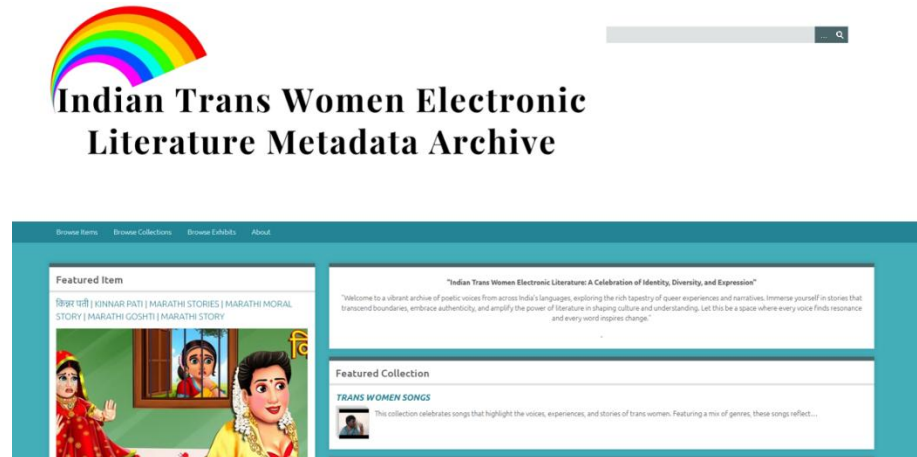 Indian Trans Women Electronic
Literature Metadata Archive
...
Browse Items Browse Collections Browse Exhibits About
Featured Item
किन्नर पती | KINNAR PATI | MARATHI STORIES | MARATHI MORAL
STORY | MARATHI GOSHTI | MARATHI STORY
"Indian Trans Women Electronic Literature: A Celebration of Identity, Diversity, and Expression"
"Welcome to a vibrant archive of poetic voices from across India's languages, exploring the rich tapestry of queer experiences and narratives. Immerse yourself in stories that
transcend boundaries, embrace authenticity, and amplify the power of literature in shaping culture and understanding. Let this be a space where every voice finds resonance
and every word inspires change."
.
Featured Collection
TRANS WOMEN SONGS
This collection celebrates songs that highlight the voices, experiences, and stories of trans women. Featuring a mix of genres, these songs reflect…